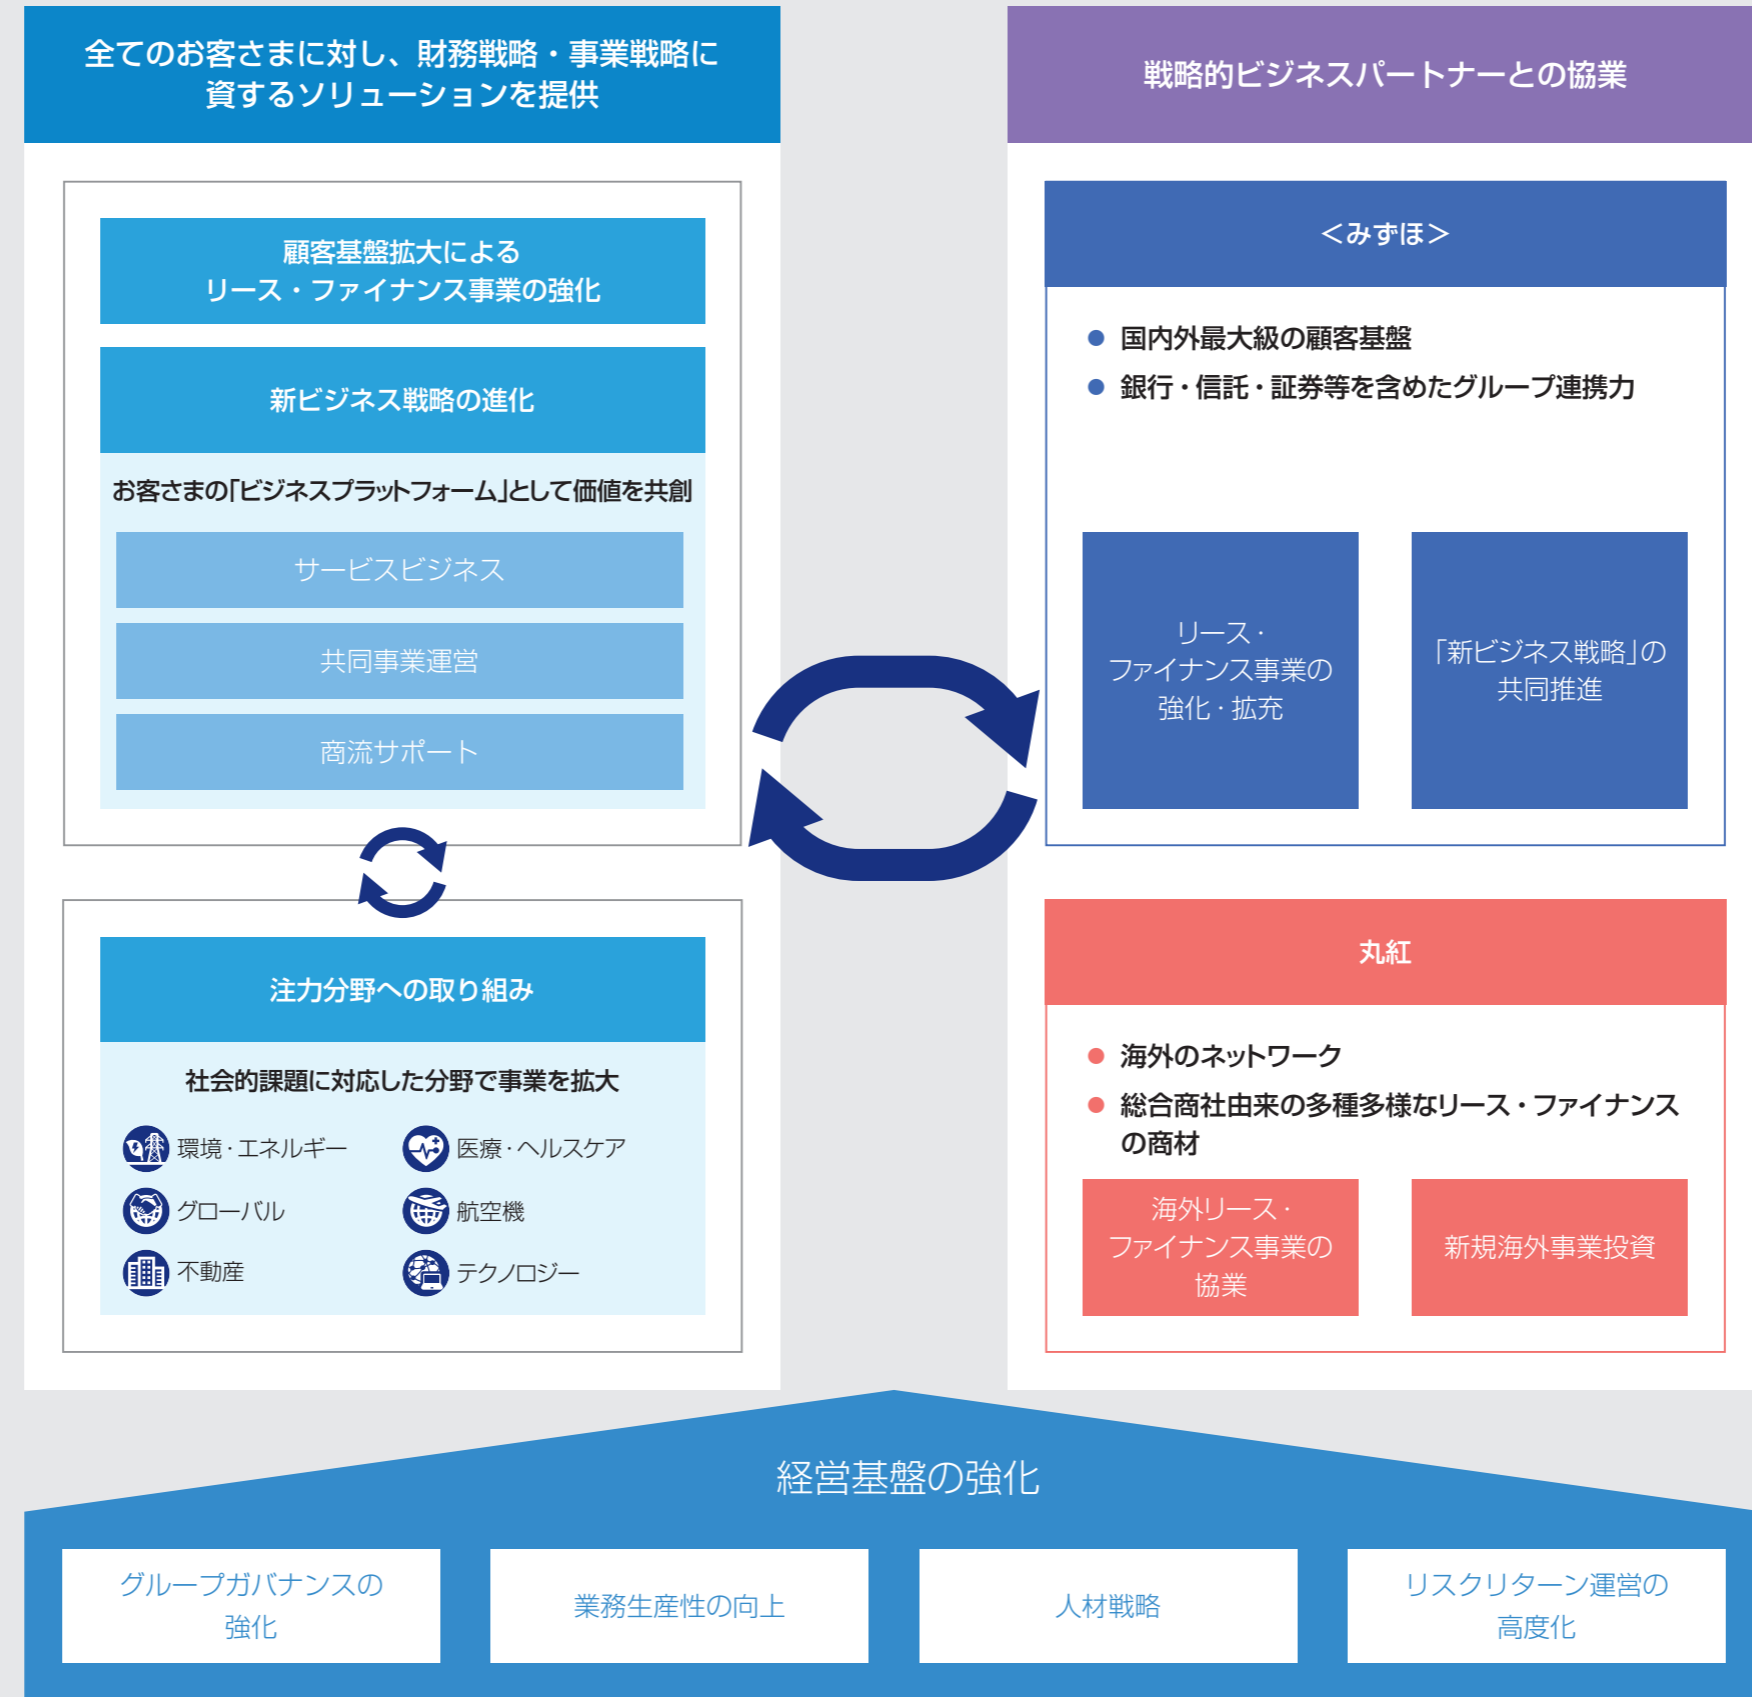 全てのお客さまに対し、財務戦略・事業戦略に
資するソリューションを提供
顧客基盤拡大による
リース・ファイナンス事業の強化
新ビジネス戦略の進化
お客さまの「ビジネスプラットフォーム」として価値を共創
サービスビジネス
共同事業運営
商流サポート
注力分野への取り組み
社会的課題に対応した分野で事業を拡大
環境・エネルギー
医療・ヘルスケア
グローバル
航空機
不動産
テクノロジー
戦略的ビジネスパートナーとの協業
＜みずほ＞
● 国内外最大級の顧客基盤
● 銀行・信託・証券等を含めたグループ連携力
リース・
ファイナンス事業の
強化・拡充
「新ビジネス戦略」の
共同推進
丸紅
● 海外のネットワーク
● 総合商社由来の多種多様なリース・ファイナンス
の商材
海外リース・
ファイナンス事業の
協業
新規海外事業投資
経営基盤の強化
グループガバナンスの
強化
業務生産性の向上
人材戦略
リスクリターン運営の
高度化